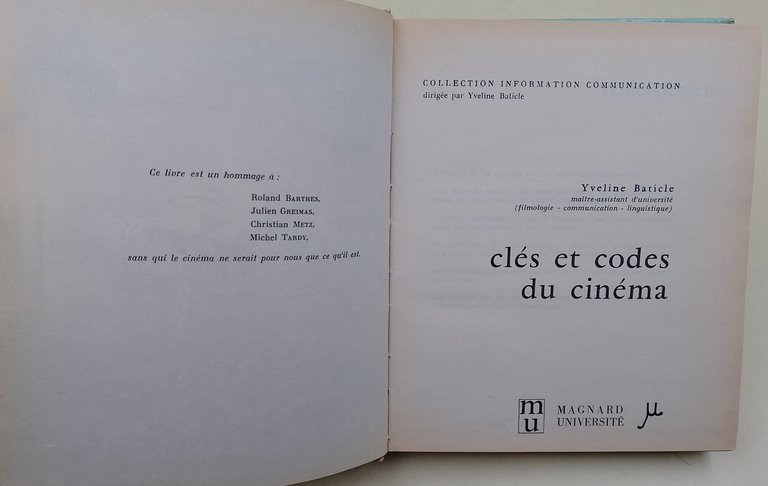 Ce livre est un hommage à :
Roland BARTHES,
Julien GREIMAS,
Christian METZ,
Michel TARDY,
sans qui le cinéma ne serait pour nous que ce qu'il est.
COLLECTION INFORMATION COMMUNICATION
dirigée par Yveline Baticle
Yveline Baticle
maître-assistant d'université
(filmologie - communication - linguistique)
clés et codes
du cinéma
m
u
MAGNARD
UNIVERSITÉ
µ